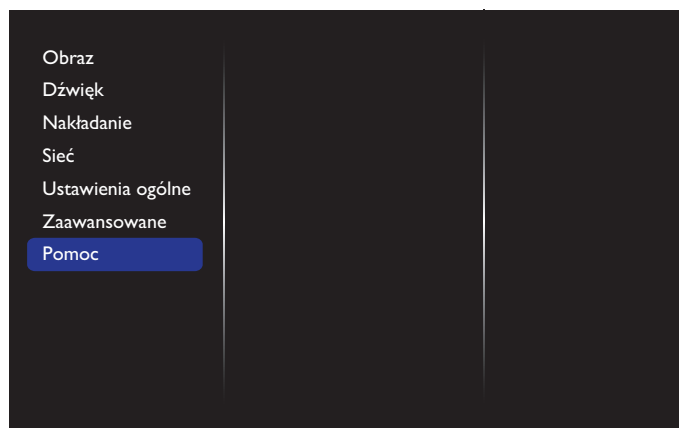 Obraz
Dźwięk
Nakładanie
Sieć
Ustawienia ogólne
Zaawansowane
Pomoc